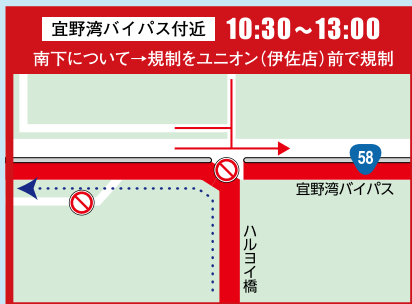 宜野湾バイパス付近 10:30～13:00
南下について→規制をユニオン（伊佐店）前で規制
58
宜野湾バイパス
ハルヨイ橋